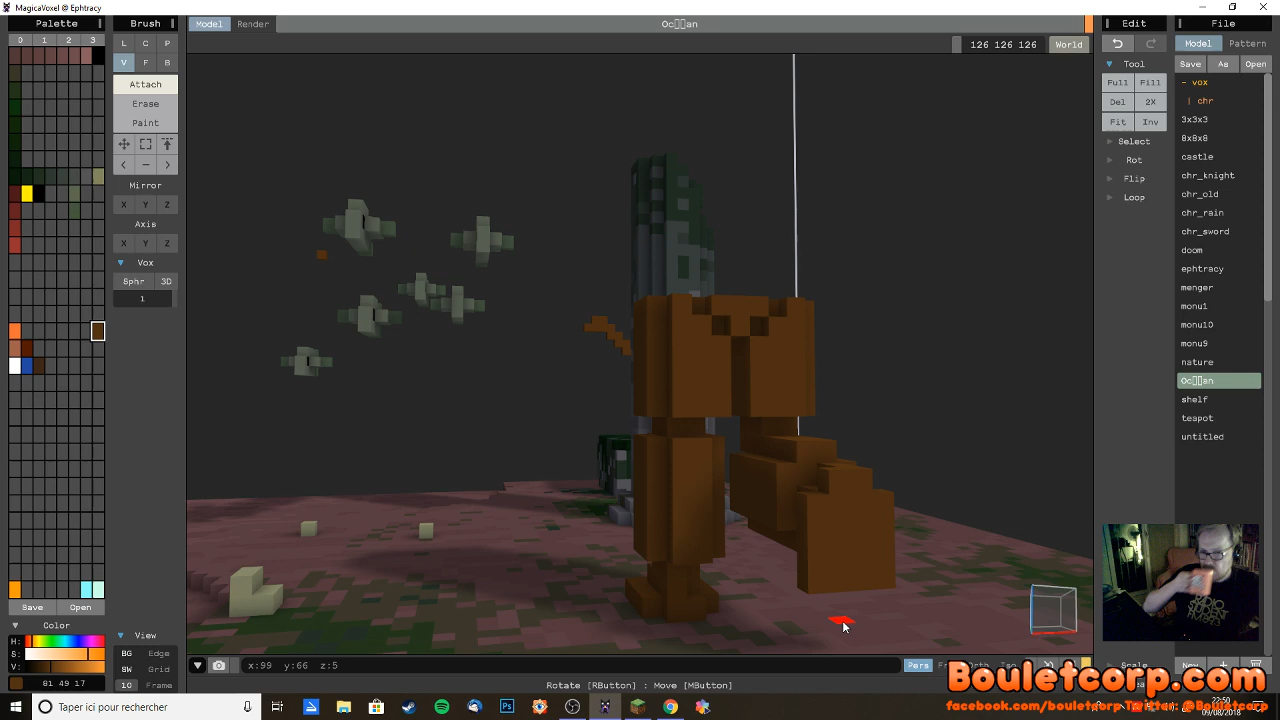 MagicaVoxel @ Ephtracy
Palette
Brush
Model
Render
Edit
File
0
1
2
3
L
C
P
126 126 126
World
Model
Pattern
V
F
B
Tool
Save
As
Open
Attach
Full
Fill
- vox
Erase
Del
2X
| chr
Paint
Fit
Inv
3x3x3
Select
8x8x8
Rot
castle
Mirror
Flip
chr_knight
X
Y
Z
Loop
chr_old
Axis
chr_rain
X
Y
Z
chr_sword
Vox
doom
Sphr
3D
ephtracy
1
menger
monu1
monu10
monu9
nature
shelf
teapot
untitled
Save
Open
Color
H:
S:
V:
View
BG
Edge
SW
Grid
10
Frame
81 49 17
x:99
y:66
z:5
Pers
Rotate [RButton] : Move [MButton]
Bouletcorp.com
facebook.com/bouletcorp Twitter: @Bouletcorp
Taper ici pour rechercher
22:50
09/08/2018